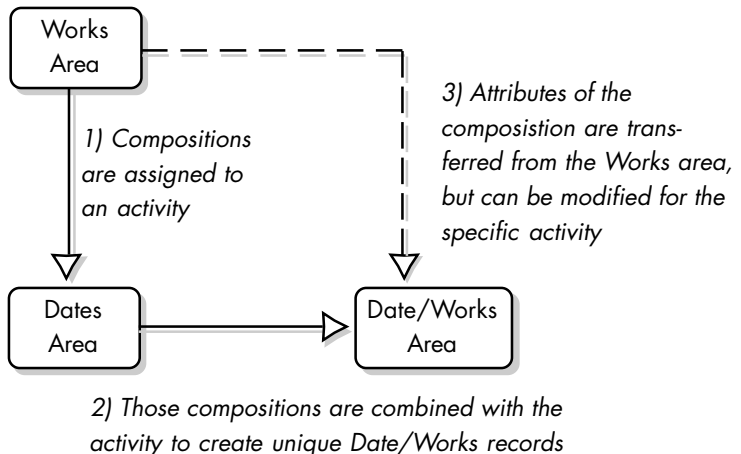 Works
Area
1) Compositions
are assigned to
an activity
3) Attributes of the
composistion are trans-
ferred from the Works area,
but can be modified for the
specific activity
Dates
Area
Date/Works
Area
2) Those compositions are combined with the
activity to create unique Date/Works records